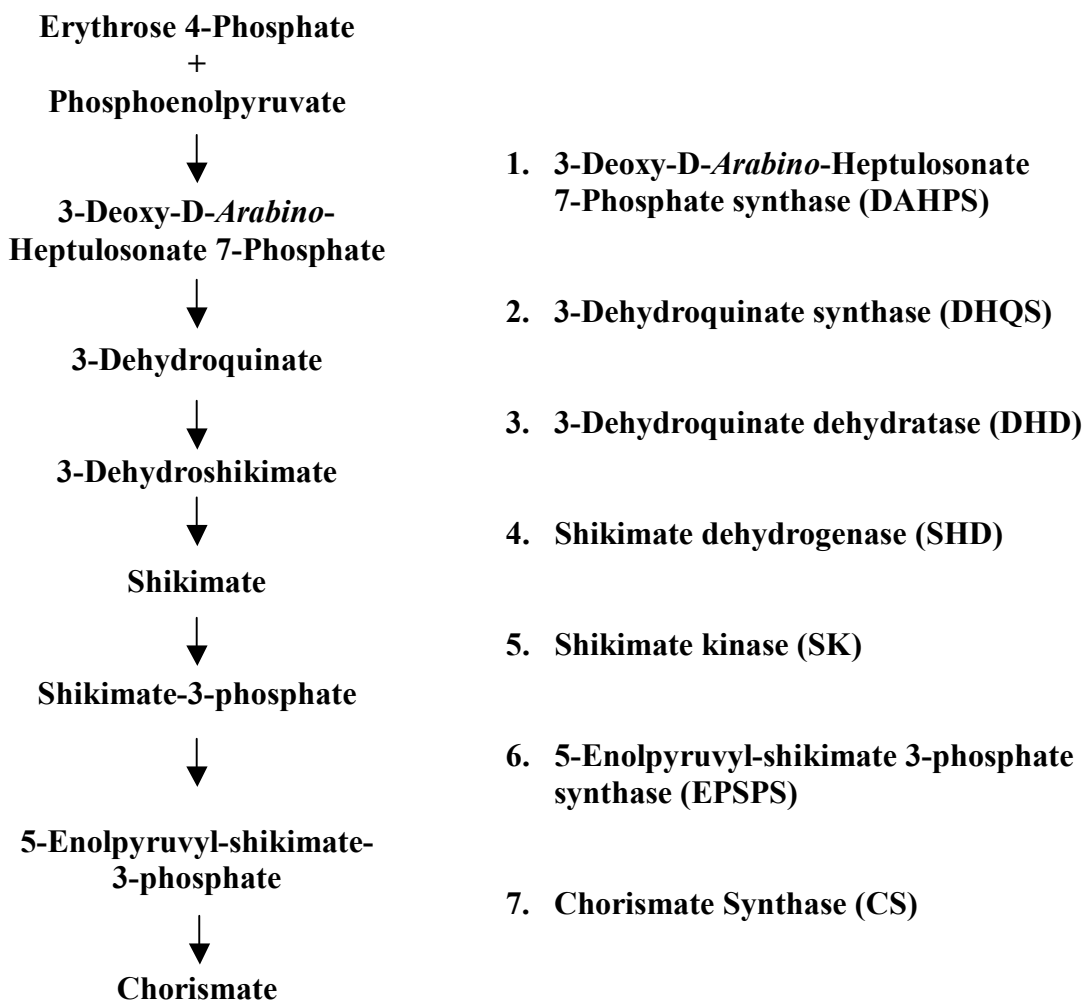 Erythrose 4-Phosphate
+
Phosphoenolpyruvate
1. 3-Deoxy-D-Arabino-Heptulosonate
7-Phosphate synthase (DAHPS)
3-Deoxy-D-Arabino-
Heptulosonate 7-Phosphate
2. 3-Dehydroquinate synthase (DHQS)
3-Dehydroquinate
3. 3-Dehydroquinate dehydratase (DHD)
3-Dehydroshikimate
4. Shikimate dehydrogenase (SHD)
Shikimate
5. Shikimate kinase (SK)
Shikimate-3-phosphate
6. 5-Enolpyruvyl-shikimate 3-phosphate
synthase (EPSPS)
5-Enolpyruvyl-shikimate-
3-phosphate
7. Chorismate Synthase (CS)
Chorismate